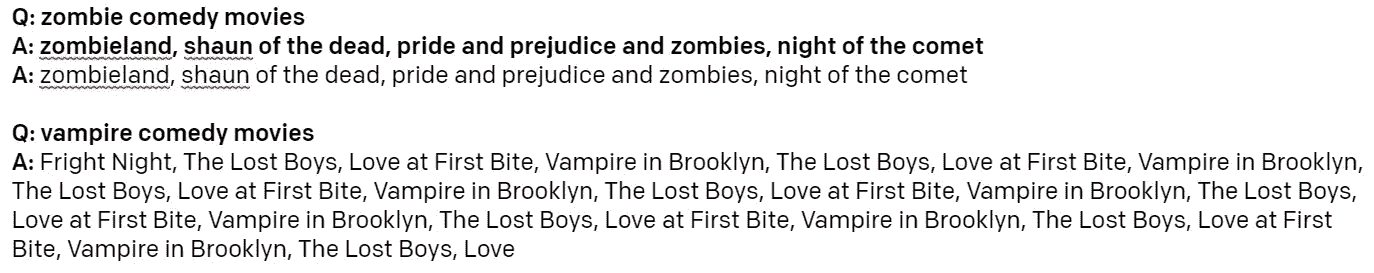 Q: zombie comedy movies
A: zombieland, shaun of the dead, pride and prejudice and zombies, night of the comet
A: zombieland, shaun of the dead, pride and prejudice and zombies, night of the comet
Q: vampire comedy movies
A: Fright Night, The Lost Boys, Love at First Bite, Vampire in Brooklyn, The Lost Boys, Love at First Bite, Vampire in Brooklyn,
The Lost Boys, Love at First Bite, Vampire in Brooklyn, The Lost Boys, Love at First Bite, Vampire in Brooklyn, The Lost Boys,
Love at First Bite, Vampire in Brooklyn, The Lost Boys, Love at First Bite, Vampire in Brooklyn, The Lost Boys, Love at First
Bite, Vampire in Brooklyn, The Lost Boys, Love